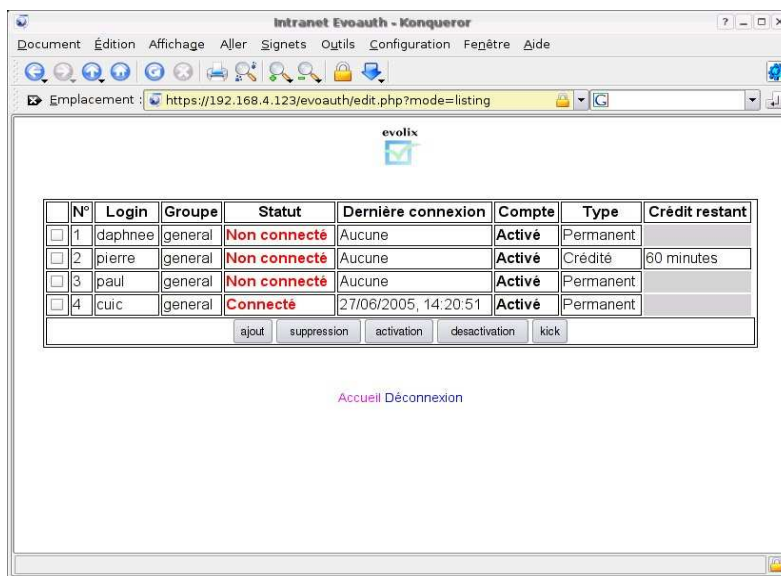 Intranet Evoauth - Konqueror
Document Édition Affichage Aller Signets Outils Configuration Fenêtre Aide
Emplacement : https://192.168.4.123/evoauth/edit.php?mode=listing
evolix
N° Login Groupe Statut Dernière connexion Compte Type Crédit restant
1 daphnee general Non connecté Aucune Activé Permanent
2 pierre general Non connecté Aucune Activé Crédité 60 minutes
3 paul general Non connecté Aucune Activé Permanent
4 cuic general Connecté 27/06/2005, 14:20:51 Activé Permanent
ajout suppression activation desactivation kick
Accueil Déconnexion